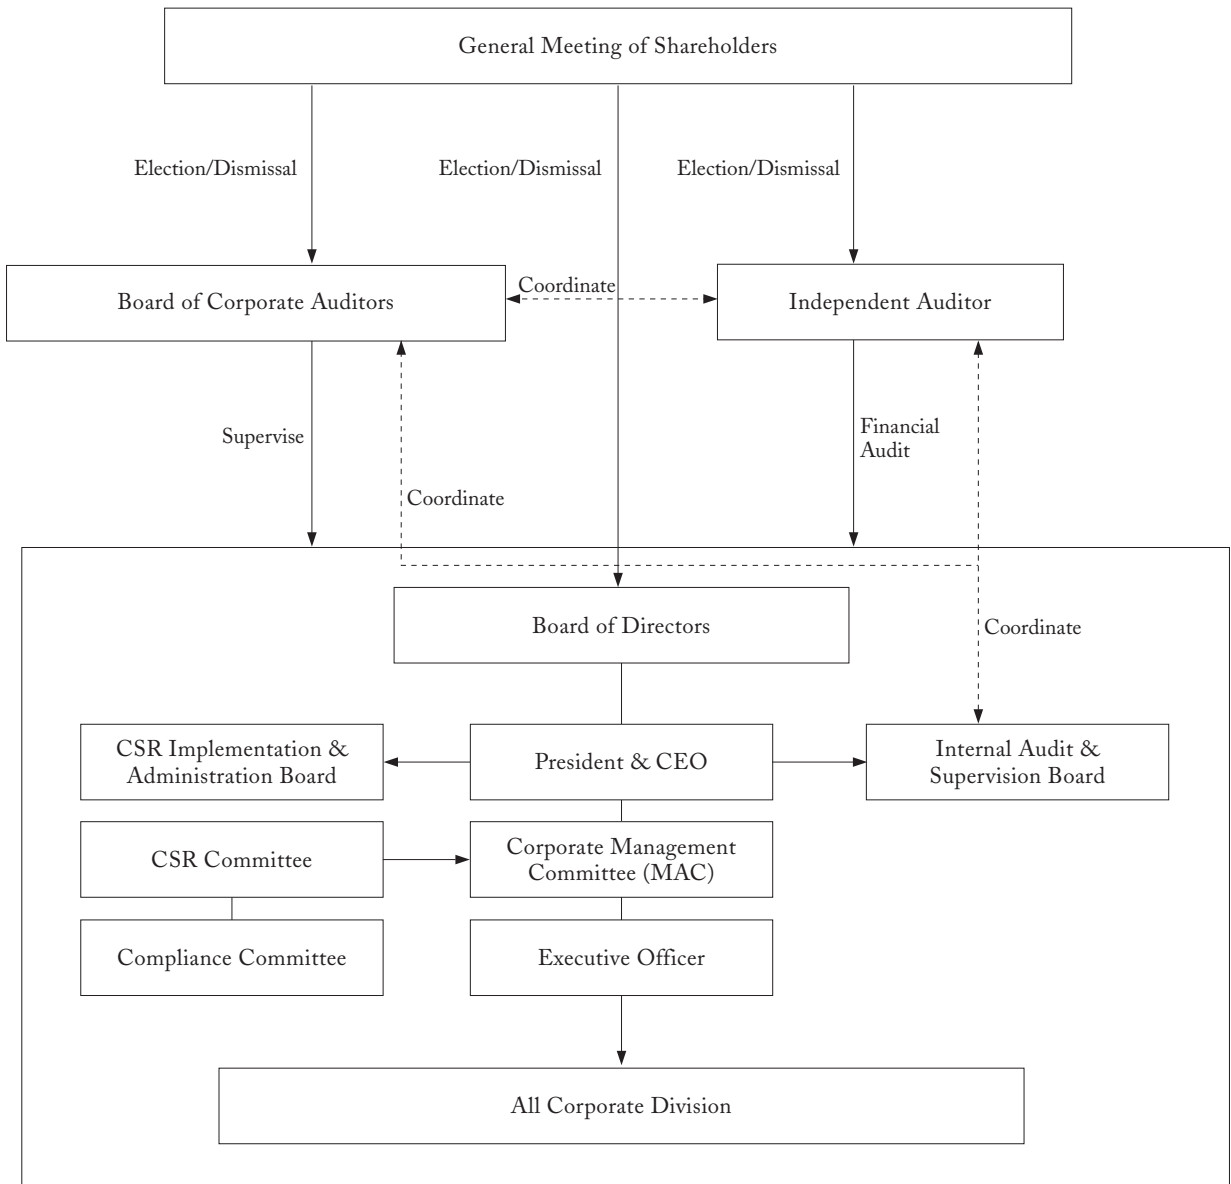 General Meeting of Shareholders
Election/Dismissal
Election/Dismissal
Election/Dismissal
Board of Corporate Auditors
Coordinate
Independent Auditor
Supervise
Financial
Audit
Coordinate
Board of Directors
Coordinate
CSR Implementation &
Administration Board
President & CEO
Internal Audit &
Supervision Board
CSR Committee
Corporate Management
Committee (MAC)
Compliance Committee
Executive Officer
All Corporate Division